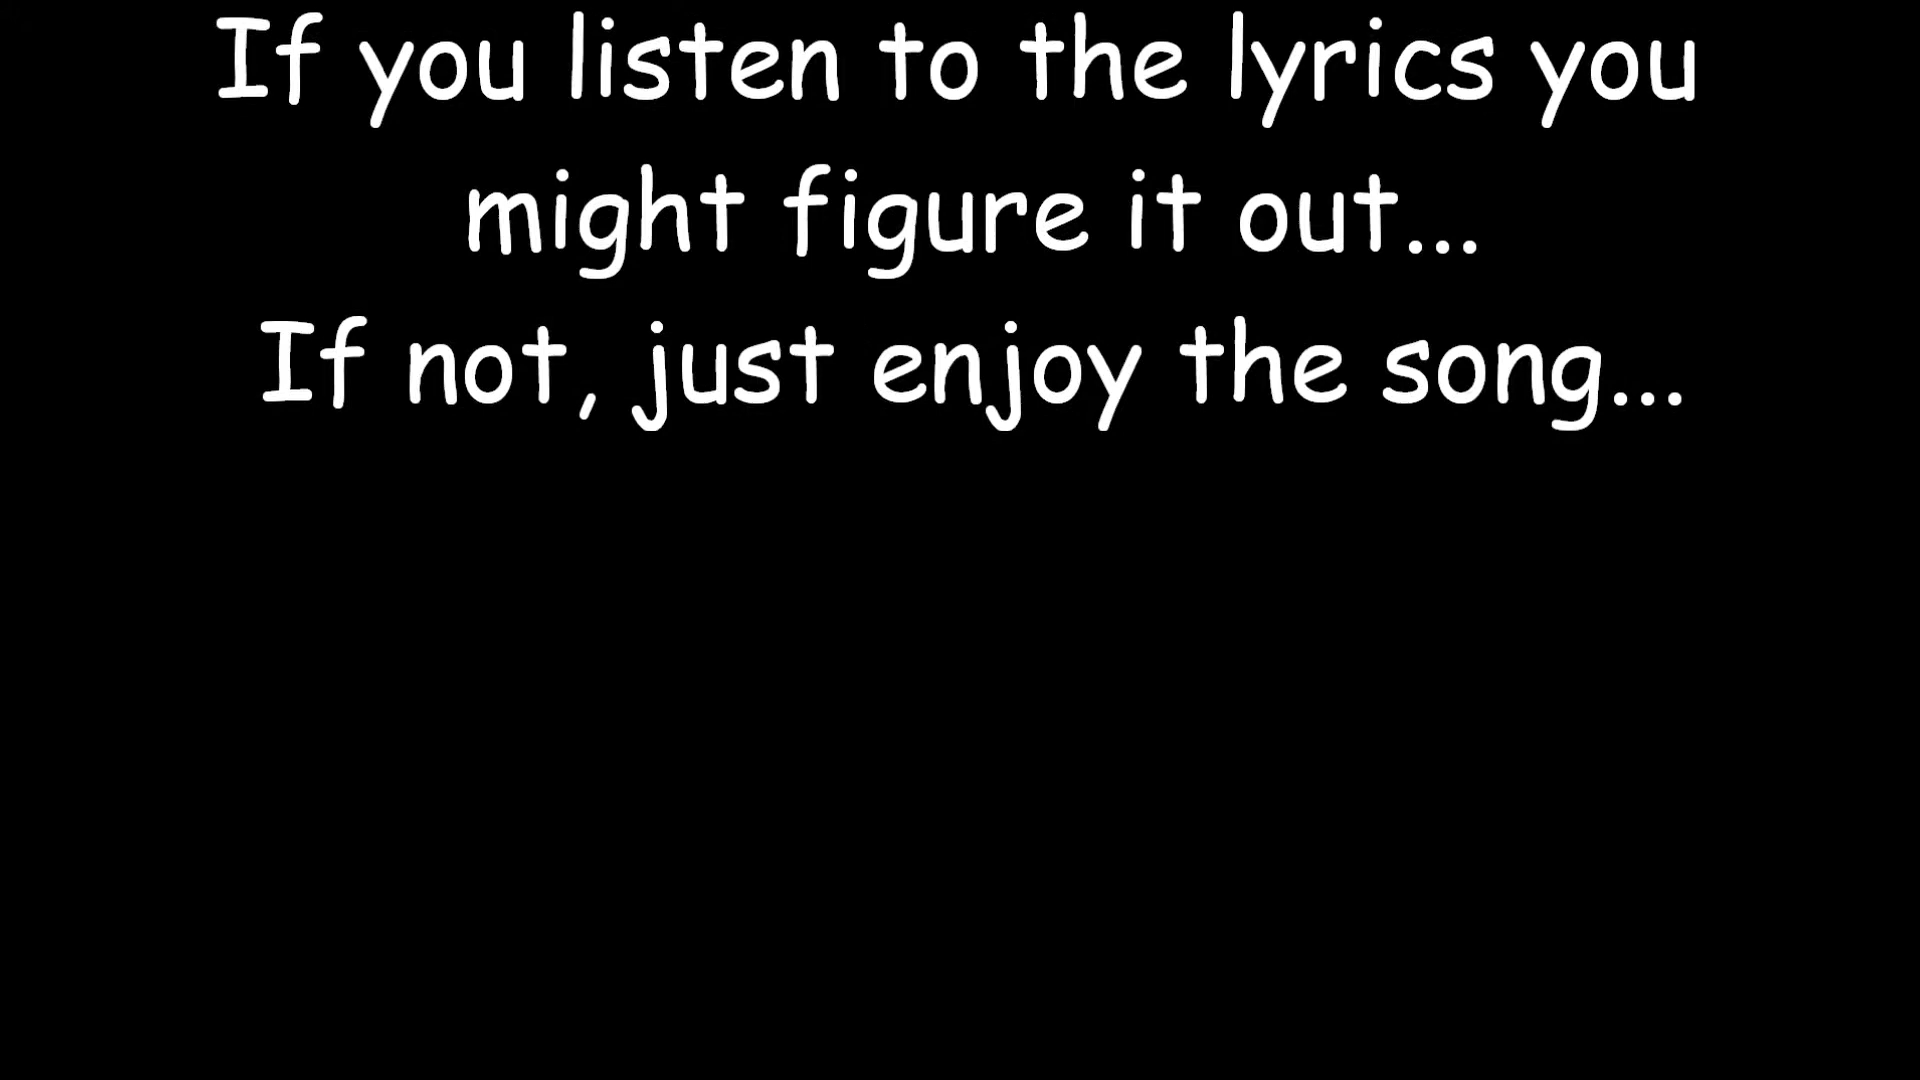 If you listen to the lyrics you
might figure it out...
If not, just enjoy the song...